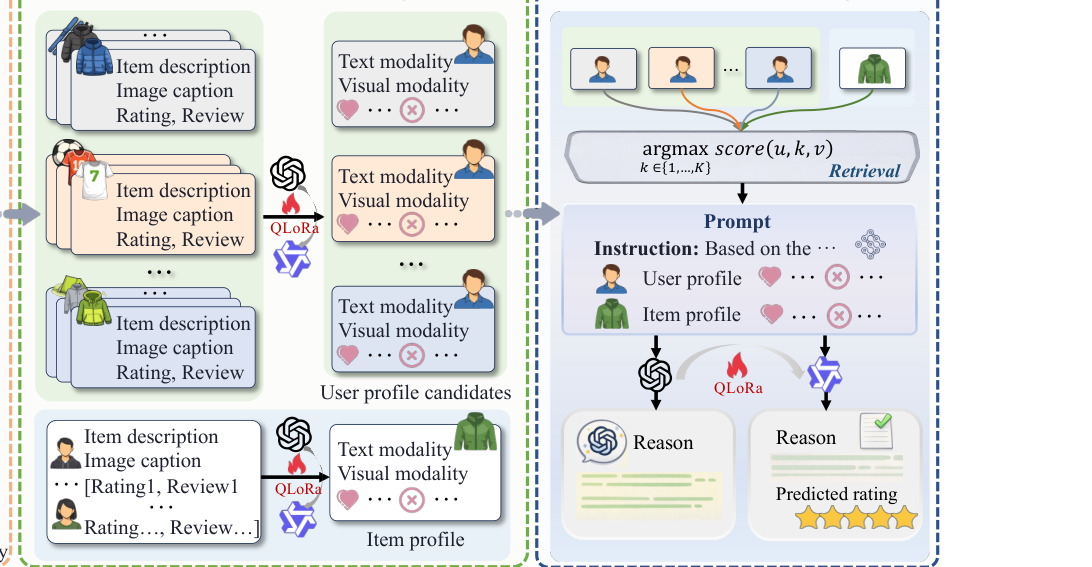 ...
Item description
Image caption
Rating, Review
Item description
Image caption
Rating, Review
...
...
Item description
Image caption
Rating, Review
QLoRa
Text modality
Visual modality
... ...
Text modality
Visual modality
... ...
...
Text modality
Visual modality
... ...
User profile candidates
Item description
Image caption
... [Rating1, Review1
...
Rating…, Review…]
QLoRa
Text modality
Visual modality
... ...
Item profile
y
7
...
argmax score(u, k, v)
k ∈{1,…,K}
Retrieval
Prompt
Instruction: Based on the ...
User profile ... ...
Item profile ... ...
QLoRa
Reason
Reason
Predicted rating